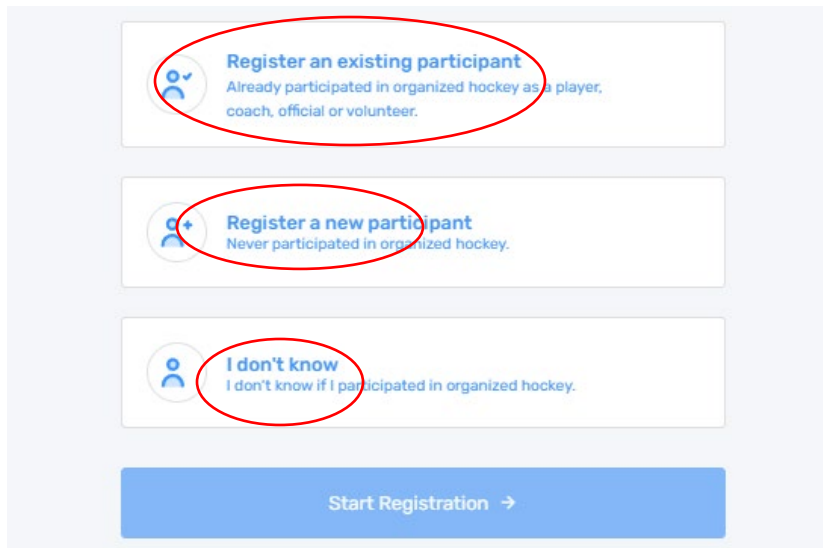 Register an existing participant
Already participated in organized hockey as a player,
coach, official or volunteer.
Register a new participant
Never participated in organized hockey.
I don't know
I don't know if I participated in organized hockey.
Start Registration →